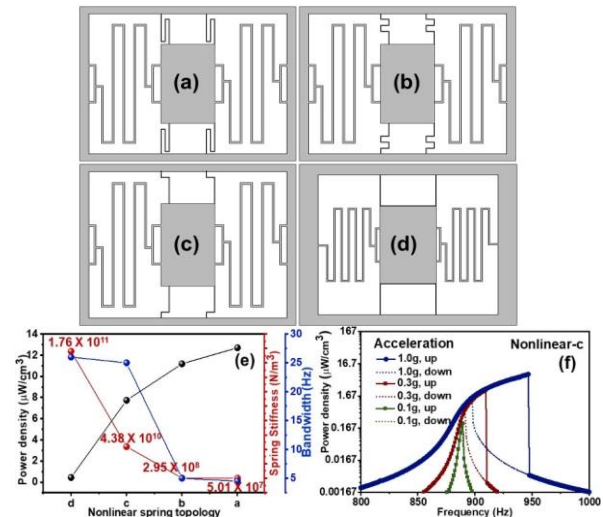 (a)
(b)
(c)
(d)
(e)
1.76 X 10¹¹
4.38 X 10¹⁰
2.95 X 10⁸
5.01 X 10⁷
Power density (μW/cm³)
14
12
10
8
6
4
2
0
d c b a
Nonlinear spring topology
Spring Stiffness (N/m³)
Bandwidth (Hz)
30
25
20
15
10
5
(f)
Acceleration
Nonlinear-c
1.0g, up
1.0g, down
0.3g, up
0.3g, down
0.1g, up
0.1g, down
Power density (μW/cm³)
167
16.7
1.67
0.167
0.0167
0.00167
800 850 900 950 1000
Frequency (Hz)